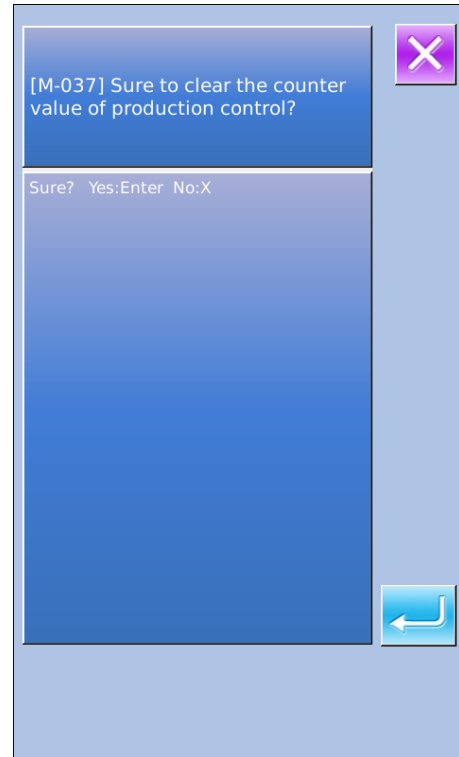 [M-037] Sure to clear the counter
value of production control?
Sure? Yes:Enter No:X